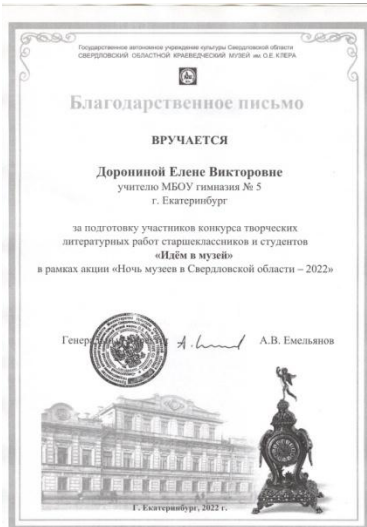 Государственное автономное учреждение культуры Свердловской области
СВЕРДЛОВСКИЙ ОБЛАСТНОЙ КРАЕВЕДЧЕСКИЙ МУЗЕЙ им. О.Е. КЛЕРА
Благодарственное письмо
ВРУЧАЕТСЯ
Дорониной Елене Викторовне
учителю МБОУ гимназия № 5
г. Екатеринбург
за подготовку участников конкурса творческих
литературных работ старшеклассников и студентов
«Идём в музей»
в рамках акции «Ночь музеев в Свердловской области – 2022»
А.В. Емельянов
Г. Екатеринбург, 2022 г.